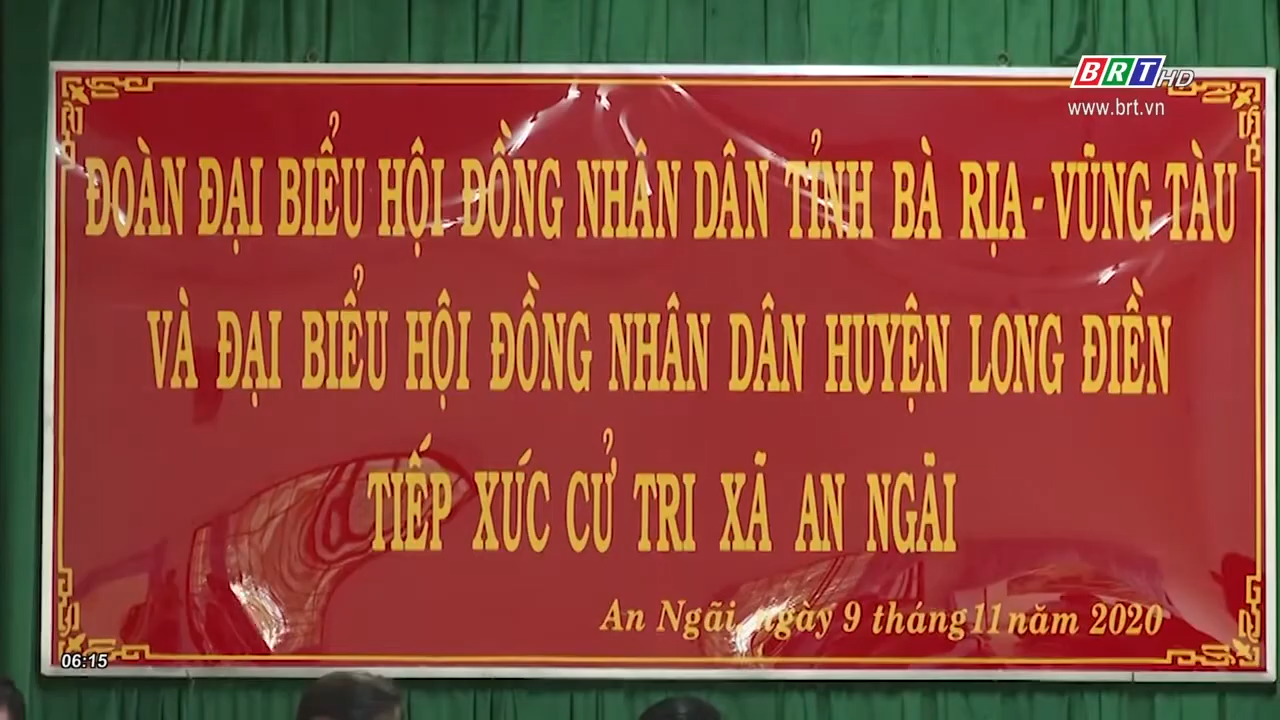 BRT HD
www.brt.vn
ĐOÀN ĐẠI BIỂU HỘI ĐỒNG NHÂN DÂN TỈNH BÀ RỊA - VŨNG TÀU
VÀ ĐẠI BIỂU HỘI ĐỒNG NHÂN DÂN HUYỆN LONG ĐIỀN
TIẾP XÚC CỬ TRI XÃ AN NGÃI
An Ngãi, ngày 9 tháng 11 năm 2020
06:15